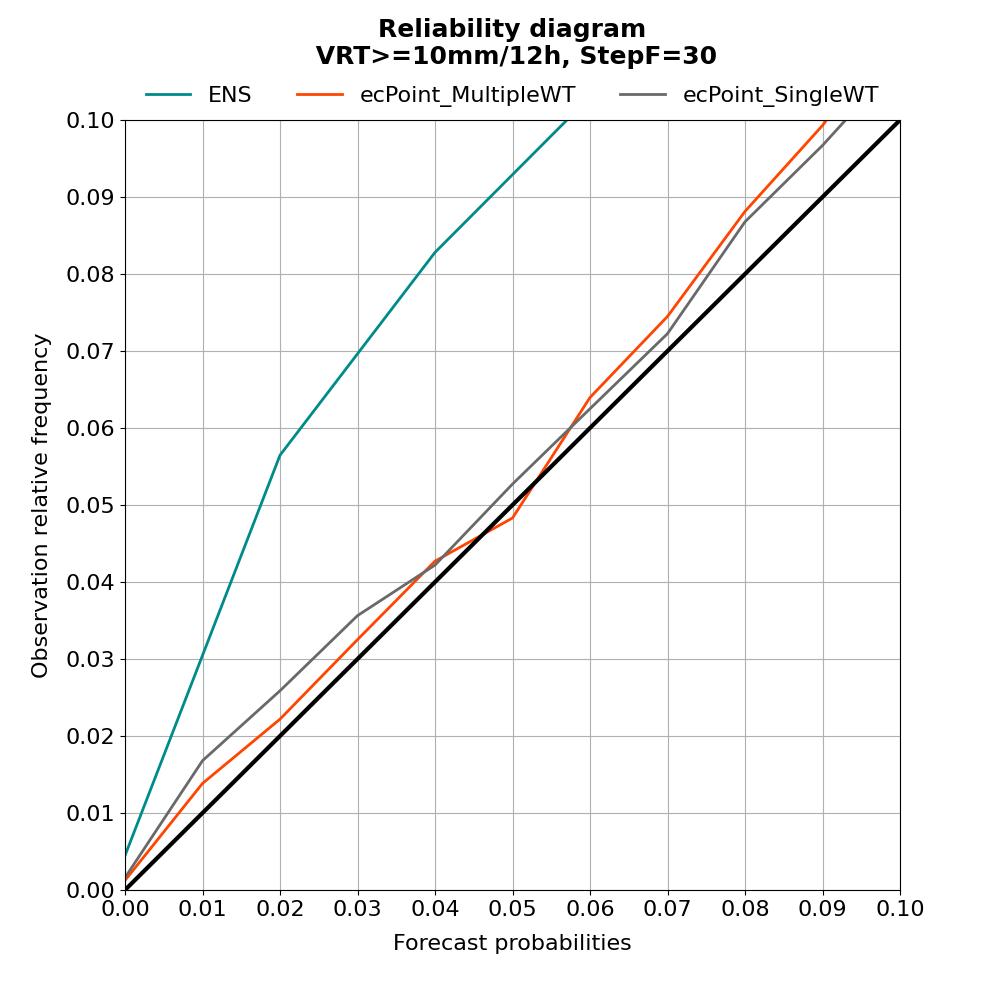 Reliability diagram
VRT>=10mm/12h, StepF=30
ENS ecPoint_MultipleWT ecPoint_SingleWT
0.10
0.09
0.08
0.07
0.06
0.05
0.04
0.03
0.02
0.01
0.00
Observation relative frequency
0.00 0.01 0.02 0.03 0.04 0.05 0.06 0.07 0.08 0.09 0.10
Forecast probabilities